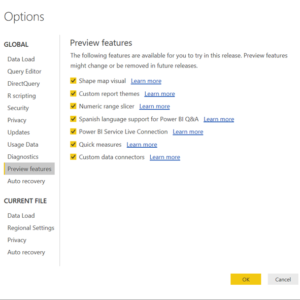 Options
GLOBAL
Data Load
Query Editor
DirectQuery
R scripting
Security
Privacy
Updates
Usage Data
Diagnostics
Preview features
Auto recovery
CURRENT FILE
Data Load
Regional Settings
Privacy
Auto recovery
Preview features
The following features are available for you to try in this release. Preview features
might change or be removed in future releases.
Shape map visual Learn more
Custom report themes Learn more
Numeric range slicer Learn more
Spanish language support for Power BI Q&A Learn more
Power BI Service Live Connection Learn more
Quick measures Learn more
Custom data connectors Learn more
OK
Cancel